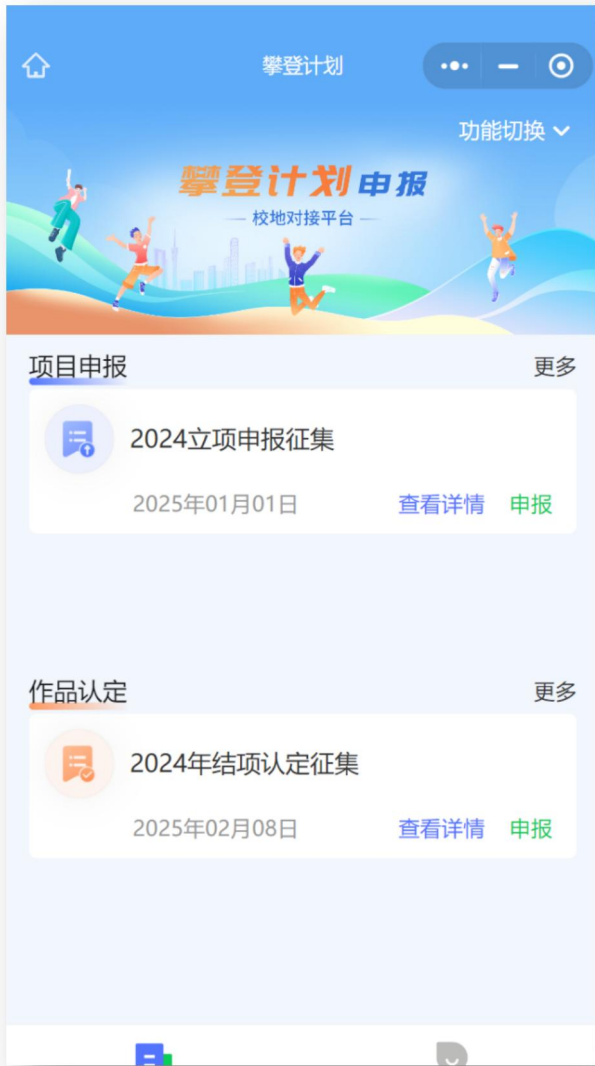 攀登计划
功能切换
攀登计划申报
校地对接平台
项目申报 更多
2024立项申报征集
2025年01月01日 查看详情 申报
作品认定 更多
2024年结项认定征集
2025年02月08日 查看详情 申报